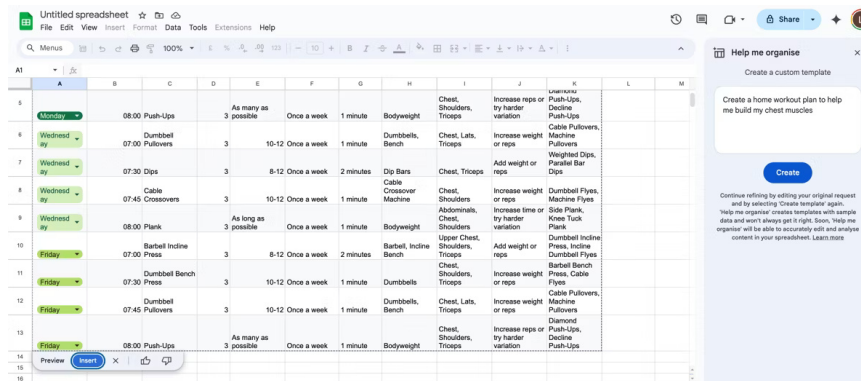 Untitled spreadsheet
File Edit View Insert Format Data Tools Extensions Help
Share
Menus 100% $ % .0 .00 123 10 B I A
A1 fx
A B C D E F G H I J K L M
5 Monday 08:00 Push-Ups 3 As many as possible Once a week 1 minute Bodyweight Chest, Shoulders, Triceps Increase reps or try harder variation Diamond Push-Ups, Decline Push-Ups
6 Wednesday 07:00 Dumbbell Pullovers 3 10-12 Once a week 1 minute Dumbbells, Bench Chest, Lats, Triceps Increase weight or reps Cable Pullovers, Machine Pullovers
7 Wednesday 07:30 Dips 3 8-12 Once a week 2 minutes Dip Bars Chest, Triceps Add weight or reps Weighted Dips, Parallel Bar Dips
8 Wednesday 07:45 Cable Crossovers 3 10-12 Once a week 1 minute Cable Crossover Machine Chest, Shoulders Increase weight or reps Dumbbell Flyes, Machine Flyes
9 Wednesday 08:00 Plank 3 As long as possible Once a week 1 minute Bodyweight Abdominals, Chest, Shoulders Increase time or try harder variation Side Plank, Knee Tuck Plank
10 Friday 07:00 Barbell Incline Press 3 8-12 Once a week 2 minutes Barbell, Incline Bench Upper Chest, Shoulders, Triceps Add weight or reps Dumbbell Incline Press, Incline Dumbbell Flyes
11 Friday 07:30 Dumbbell Bench Press 3 10-12 Once a week 1 minute Dumbbells Chest, Shoulders, Triceps Increase weight or reps Barbell Bench Press, Cable Flyes
12 Friday 07:45 Dumbbell Pullovers 3 10-12 Once a week 1 minute Dumbbells, Bench Chest, Lats, Triceps Increase weight or reps Cable Pullovers, Machine Pullovers
13 Friday 08:00 Push-Ups 3 As many as possible Once a week 1 minute Bodyweight Chest, Shoulders, Triceps Increase reps or try harder variation Diamond Push-Ups, Decline Push-Ups
14
Preview Insert
15
16
Help me organise
Create a custom template
Create a home workout plan to help
me build my chest muscles
Create
Continue refining by editing your original request
and by selecting 'Create template' again.
'Help me organise' creates templates with sample
data and won't always get it right. Soon, 'Help me
organise' will be able to accurately edit and analyse
content in your spreadsheet. Learn more